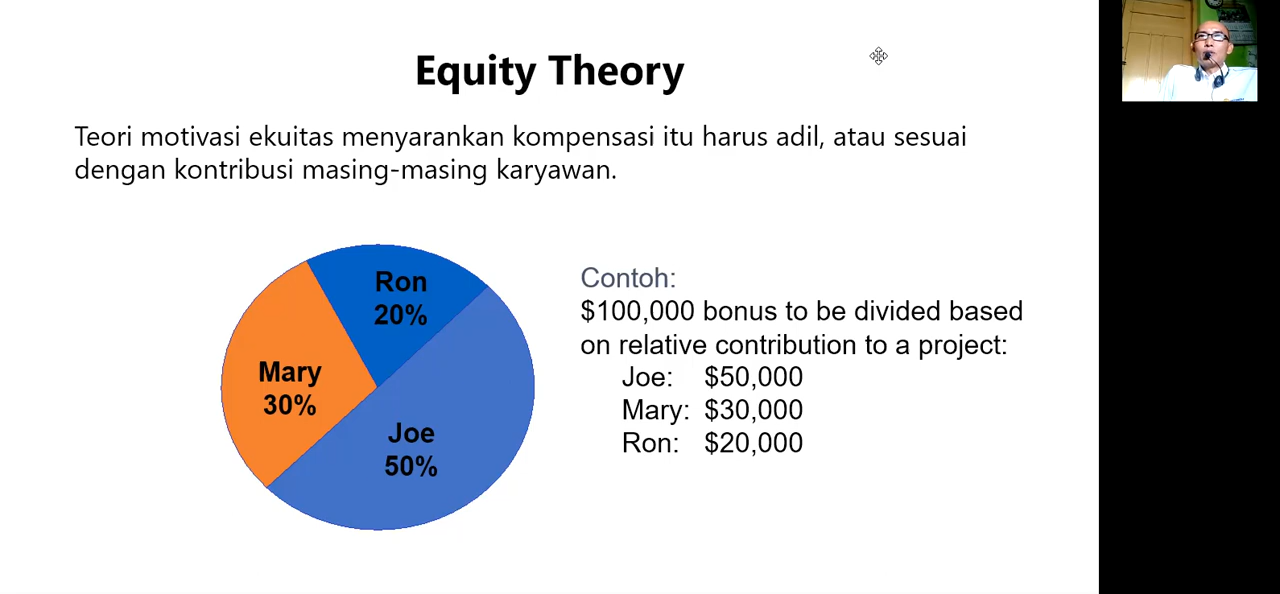 Equity Theory
Teori motivasi ekuitas menyarankan kompensasi itu harus adil, atau sesuai
dengan kontribusi masing-masing karyawan.
Ron
20%
Mary
30%
Joe
50%
Contoh:
$100,000 bonus to be divided based
on relative contribution to a project:
Joe: $50,000
Mary: $30,000
Ron: $20,000